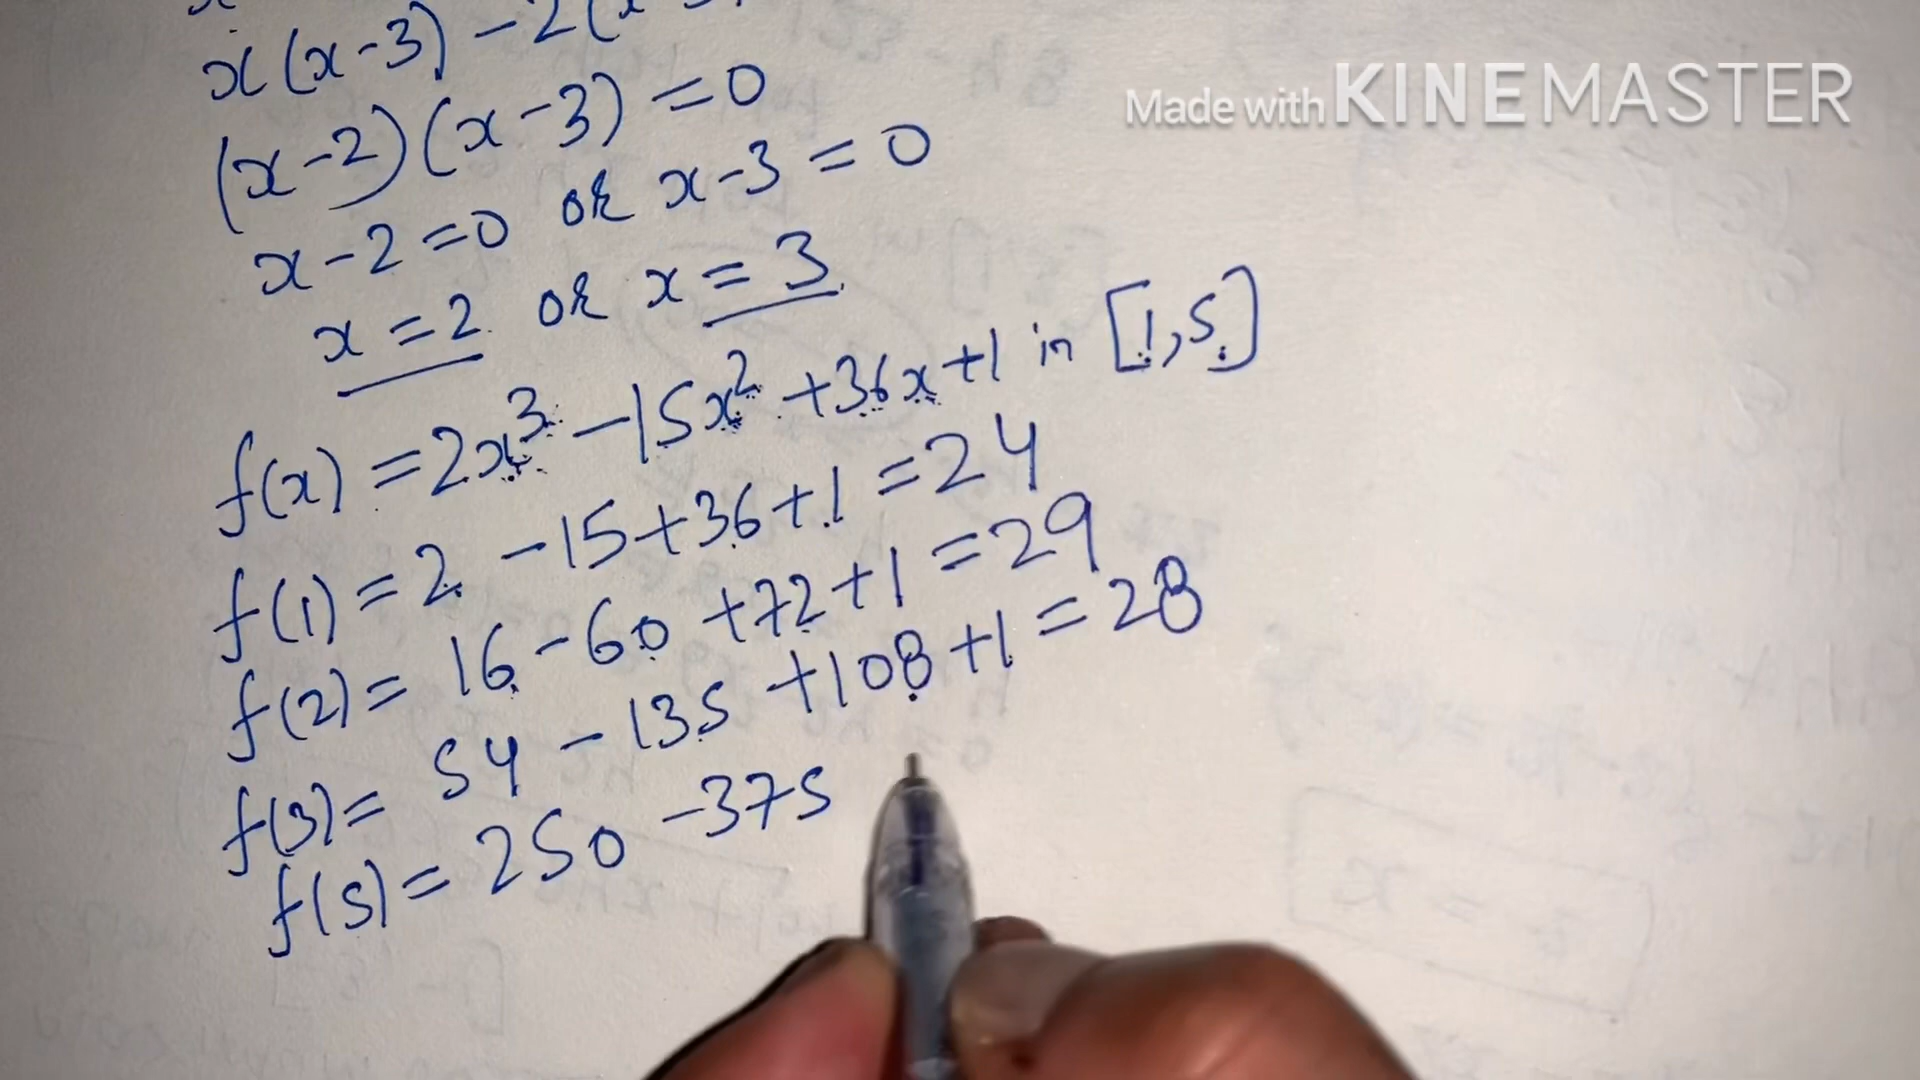 x(x-3)-2(x
(x-2)(x-3)=0
x-2=0 or x-3=0
x=2 or x=3
f(x)=2x³-15x²+36x+1 in [1,5]
f(1)=2-15+36+1=24
f(2)=16-60+72+1=29
f(3)=54-135+108+1=28
f(5)=250-375
Made with KINEMASTER